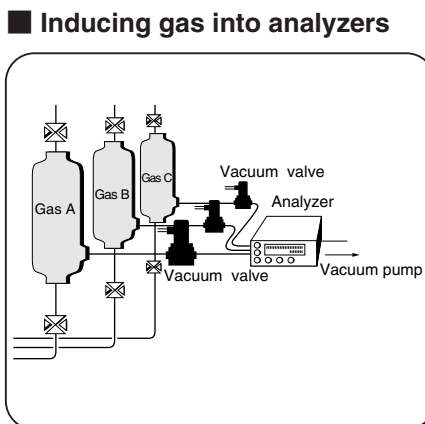 ■ Inducing gas into analyzers
Vacuum valve
Gas C
Gas B
Gas A
Analyzer
Vacuum valve
Vacuum pump